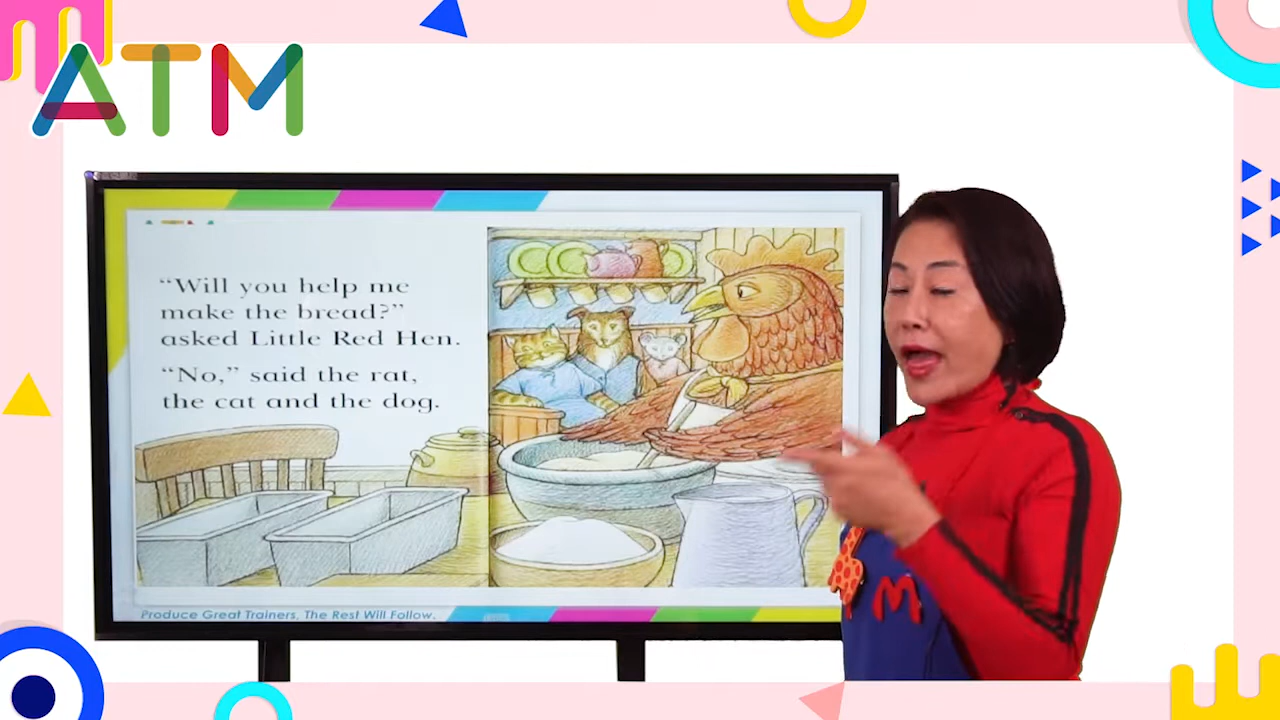 ATM
“Will you help me
make the bread?”
asked Little Red Hen.
“No,” said the rat,
the cat and the dog.
Produce Great Trainers, The Rest Will Follow.
M